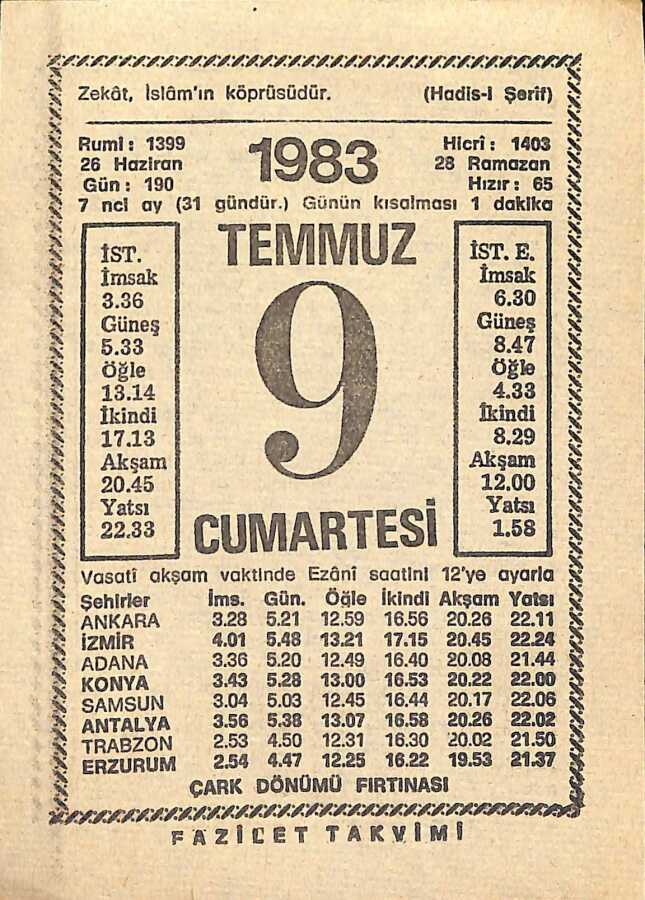 Zekât, İslâm'ın köprüsüdür. (Hadîs-i Şerîf)
Rumî : 1399 1983 Hicrî : 1403
26 Haziran 28 Ramazan
Gün : 190 Hızır : 65
7 nci ay (31 gündür.) Günün kısalması 1 dakika
TEMMUZ
9
CUMARTESİ
İST.
İmsak
3.36
Güneş
5.33
Öğle
13.14
İkindi
17.13
Akşam
20.45
Yatsı
22.33
İST. E.
İmsak
6.30
Güneş
8.47
Öğle
4.33
İkindi
8.29
Akşam
12.00
Yatsı
1.58
Vasatî akşam vaktinde Ezânî saatini 12'ye ayarla
Şehirler İms. Gün. Öğle İkindi Akşam Yatsı
ANKARA 3.28 5.21 12.59 16.56 20.26 22.11
İZMİR 4.01 5.48 13.21 17.15 20.45 22.24
ADANA 3.36 5.20 12.49 16.40 20.08 21.44
KONYA 3.43 5.28 13.00 16.53 20.22 22.00
SAMSUN 3.04 5.03 12.45 16.44 20.17 22.06
ANTALYA 3.56 5.38 13.07 16.58 20.26 22.02
TRABZON 2.53 4.50 12.31 16.30 20.02 21.50
ERZURUM 2.54 4.47 12.25 16.22 19.53 21.37
ÇARK DÖNÜMÜ FIRTINASI
FAZİLET TAKVİMİ